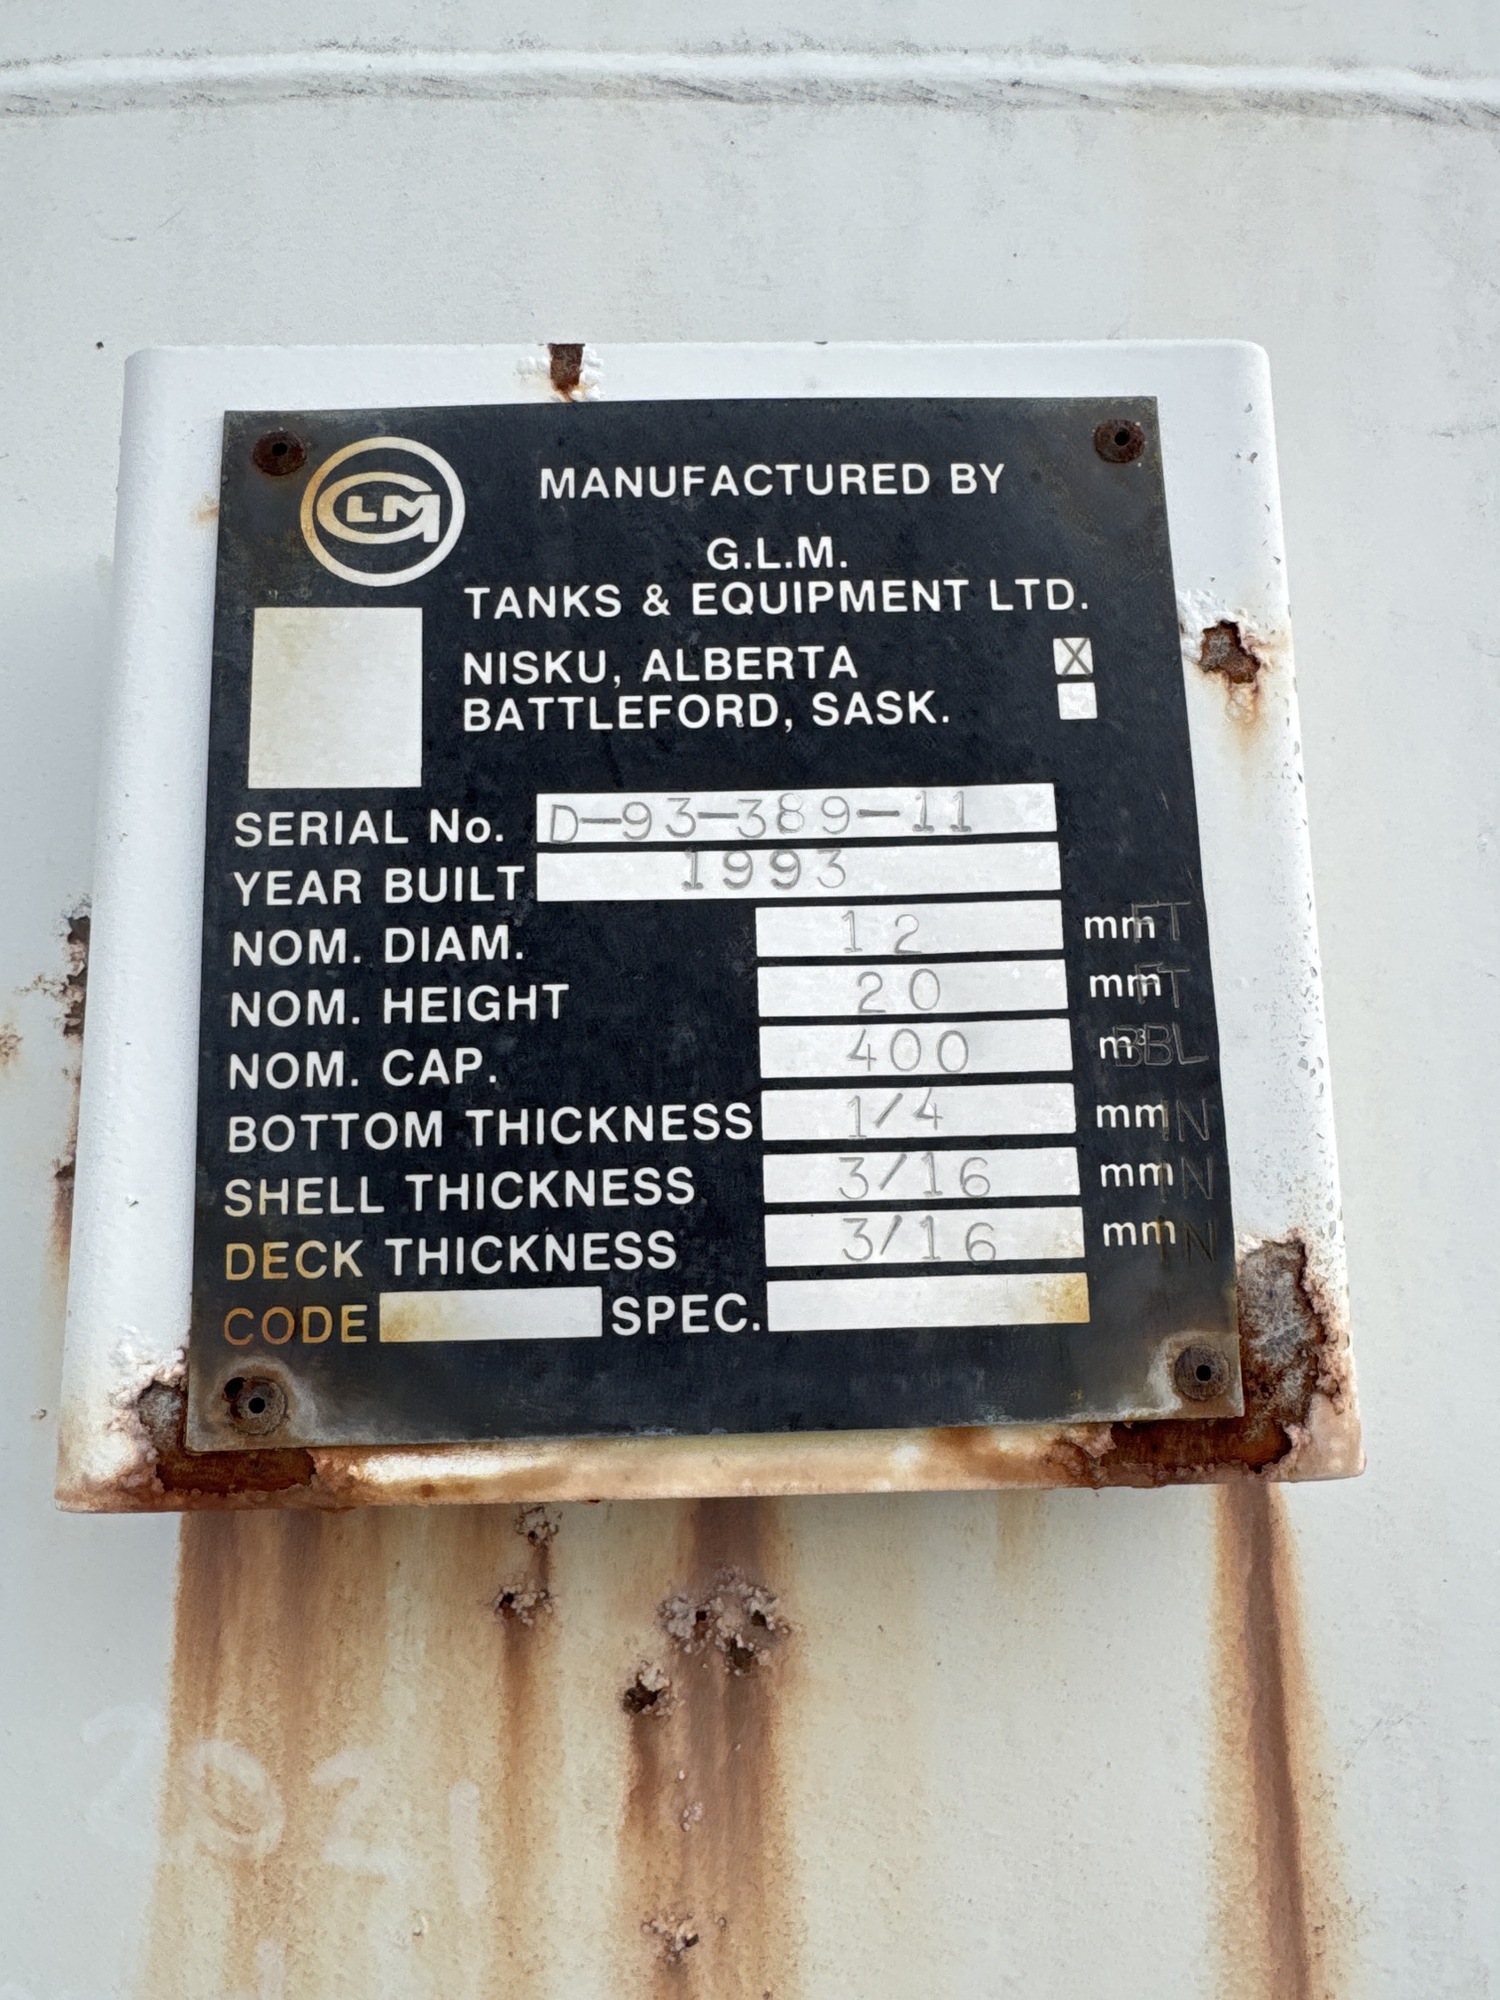 GLM
MANUFACTURED BY
G.L.M.
TANKS & EQUIPMENT LTD.
NISKU, ALBERTA X
BATTLEFORD, SASK.
SERIAL No. D-93-389-11
YEAR BUILT 1993
NOM. DIAM. 12 mm FT
NOM. HEIGHT 20 mm FT
NOM. CAP. 400 m³ BBL
BOTTOM THICKNESS 1/4 mm IN
SHELL THICKNESS 3/16 mm IN
DECK THICKNESS 3/16 mm IN
CODE SPEC.
2021